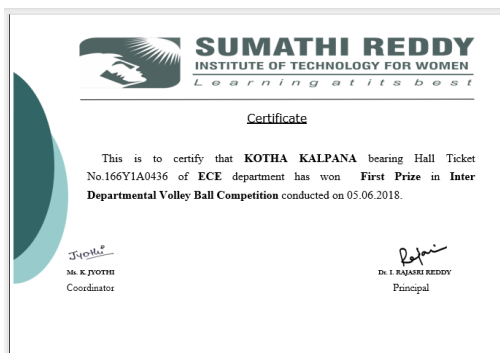 SUMATHI REDDY
INSTITUTE OF TECHNOLOGY FOR WOMEN
Learning at its best
Certificate
This is to certify that KOTHA KALPANA bearing Hall Ticket
No.166Y1A0436 of ECE department has won First Prize in Inter
Departmental Volley Ball Competition conducted on 05.06.2018.
Jyothi
Rajani
Ms. K. JYOTHI
Dr. I. RAJASRI REDDY
Coordinator
Principal